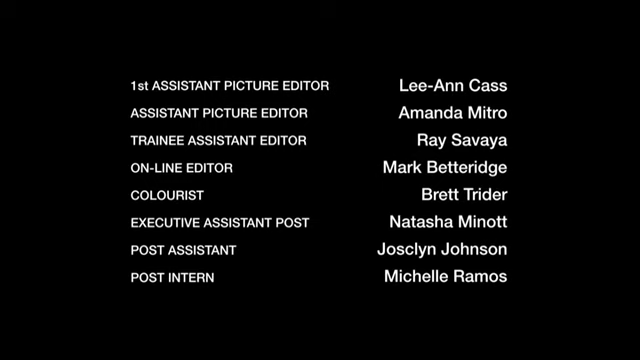 1st ASSISTANT PICTURE EDITOR Lee-Ann Cass
ASSISTANT PICTURE EDITOR Amanda Mitro
TRAINEE ASSISTANT EDITOR Ray Savaya
ON-LINE EDITOR Mark Betteridge
COLOURIST Brett Trider
EXECUTIVE ASSISTANT POST Natasha Minott
POST ASSISTANT Josclyn Johnson
POST INTERN Michelle Ramos